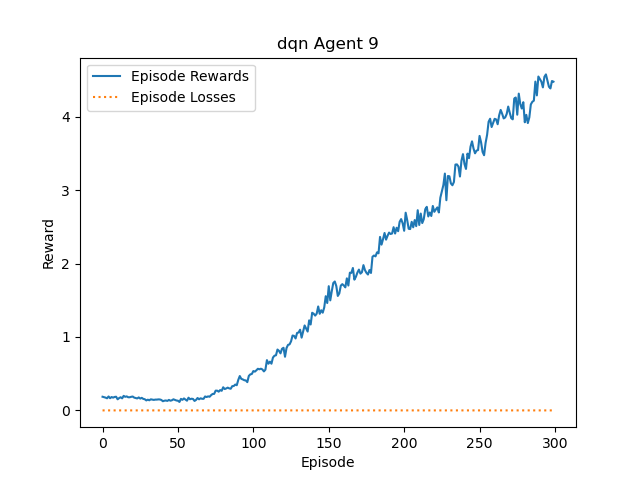 dqn Agent 9
Episode Rewards
Episode Losses
Reward
4
3
2
1
0
0 50 100 150 200 250 300
Episode